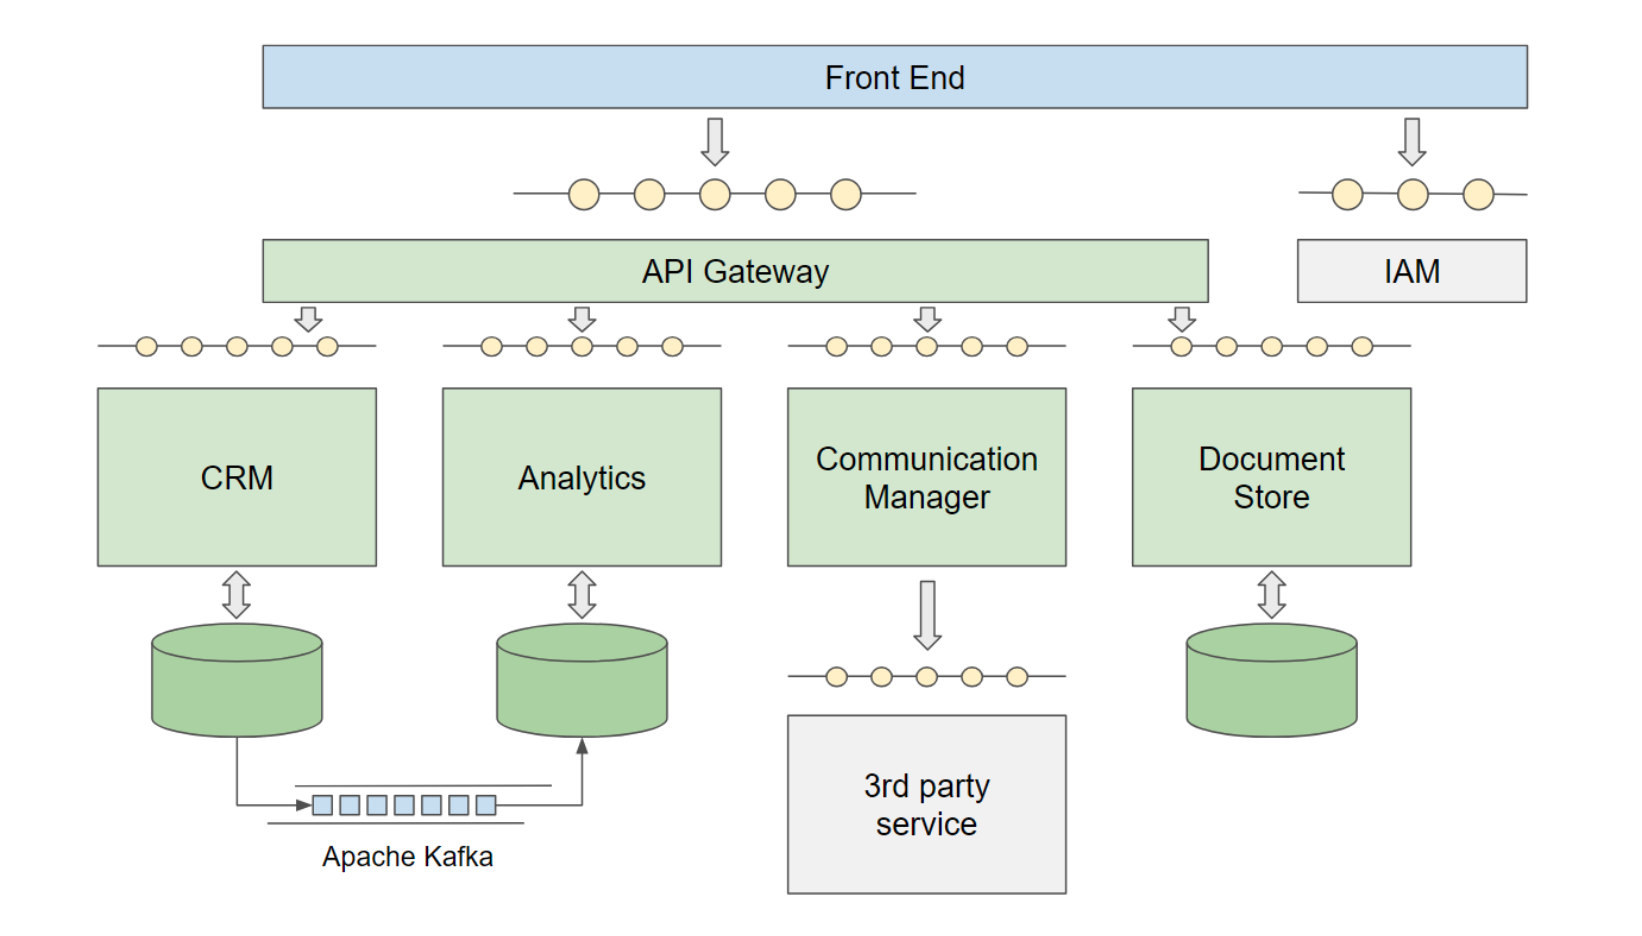 Front End
API Gateway
IAM
CRM
Analytics
Communication
Manager
Document
Store
3rd party
service
Apache Kafka